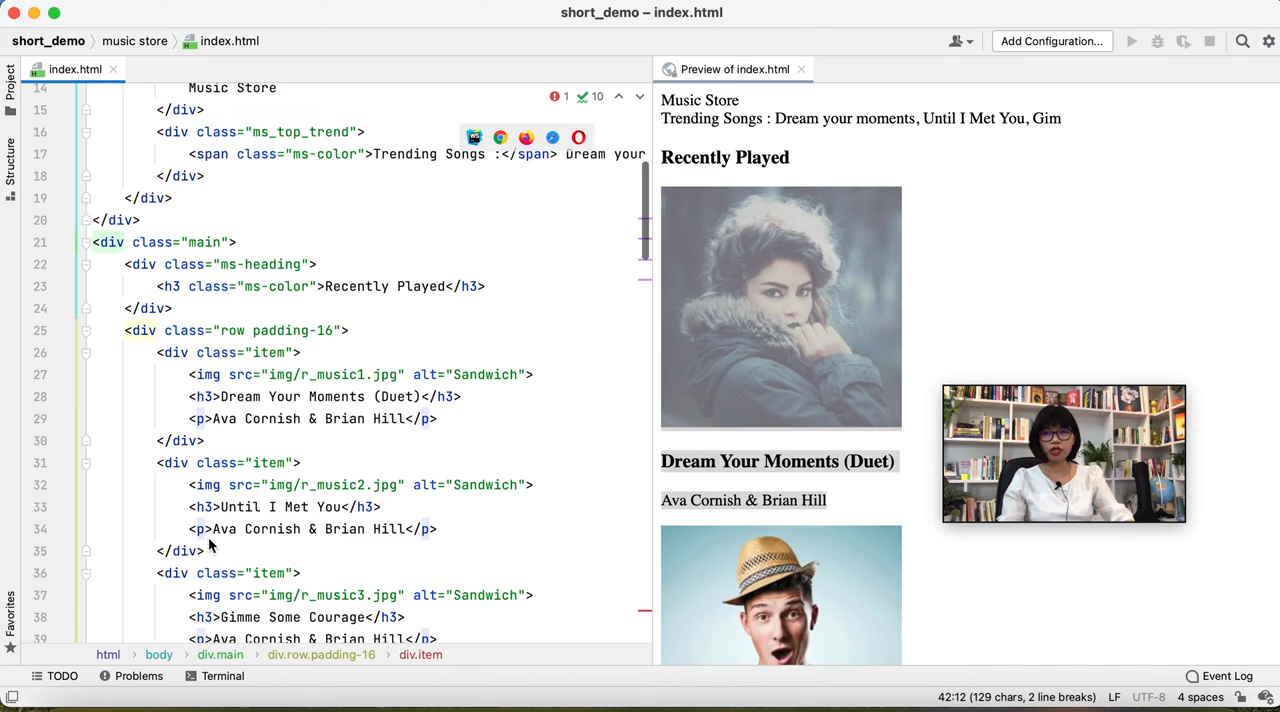 short_demo – index.html
short_demo
music store
index.html
Add Configuration...
index.html
Preview of index.html
Project
Structure
Favorites
1
10
14 Music Store
15 </div>
16 <div class="ms_top_trend">
17 <span class="ms-color">Trending Songs :</span> Dream your
18 </div>
19 </div>
20 </div>
21 <div class="main">
22 <div class="ms-heading">
23 <h3 class="ms-color">Recently Played</h3>
24 </div>
25 <div class="row padding-16">
26 <div class="item">
27 <img src="img/r_music1.jpg" alt="Sandwich">
28 <h3>Dream Your Moments (Duet)</h3>
29 <p>Ava Cornish & Brian Hill</p>
30 </div>
31 <div class="item">
32 <img src="img/r_music2.jpg" alt="Sandwich">
33 <h3>Until I Met You</h3>
34 <p>Ava Cornish & Brian Hill</p>
35 </div>
36 <div class="item">
37 <img src="img/r_music3.jpg" alt="Sandwich">
38 <h3>Gimme Some Courage</h3>
39 <p>Ava Cornish & Brian Hill</p>
Music Store
Trending Songs : Dream your moments, Until I Met You, Gim
Recently Played
Dream Your Moments (Duet)
Ava Cornish & Brian Hill
html
body
div.main
div.row.padding-16
div.item
TODO
Problems
Terminal
Event Log
42:12 (129 chars, 2 line breaks)
LF
UTF-8
4 spaces